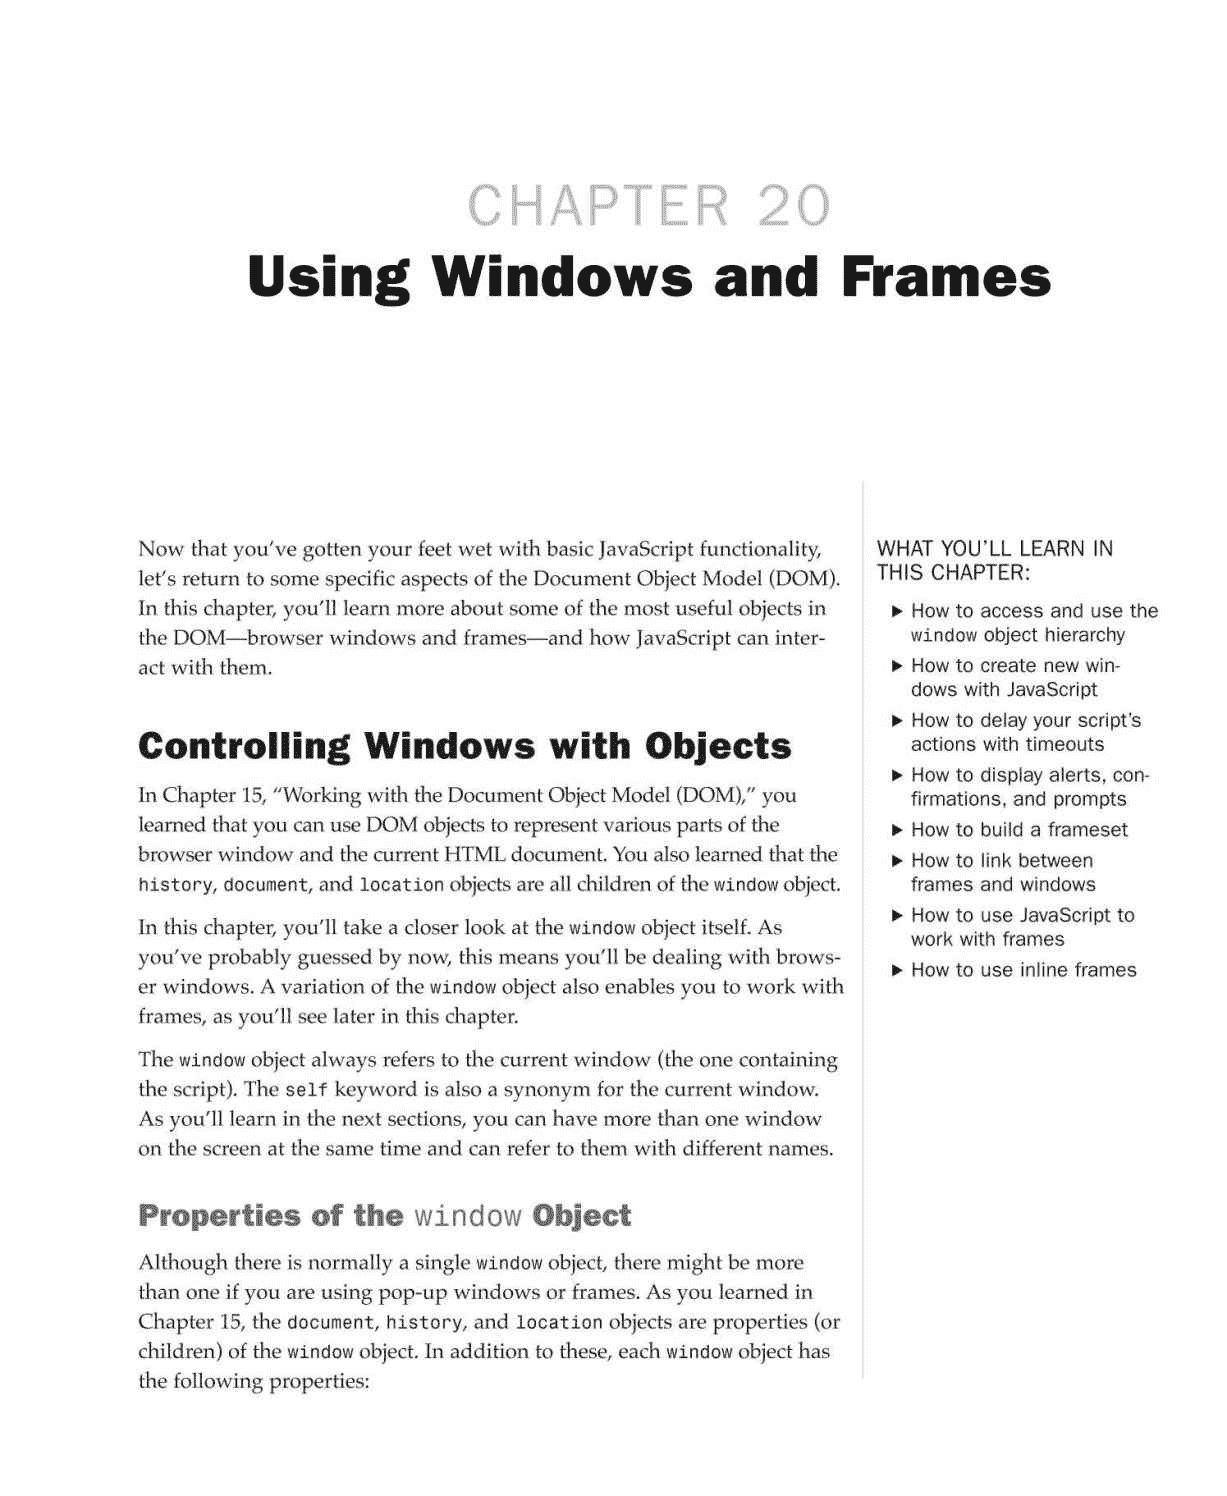 CHAPTER 20
Using Windows and Frames
Now that you've gotten your feet wet with basic JavaScript functionality,
let's return to some specific aspects of the Document Object Model (DOM).
In this chapter, you'll learn more about some of the most useful objects in
the DOM—browser windows and frames—and how JavaScript can inter-
act with them.
Controlling Windows with Objects
In Chapter 15, "Working with the Document Object Model (DOM)," you
learned that you can use DOM objects to represent various parts of the
browser window and the current HTML document. You also learned that the
history, document, and location objects are all children of the window object.
In this chapter, you'll take a closer look at the window object itself. As
you've probably guessed by now, this means you'll be dealing with brows-
er windows. A variation of the window object also enables you to work with
frames, as you'll see later in this chapter.
The window object always refers to the current window (the one containing
the script). The self keyword is also a synonym for the current window.
As you'll learn in the next sections, you can have more than one window
on the screen at the same time and can refer to them with different names.
Properties of the window Object
Although there is normally a single window object, there might be more
than one if you are using pop-up windows or frames. As you learned in
Chapter 15, the document, history, and location objects are properties (or
children) of the window object. In addition to these, each window object has
the following properties:
WHAT YOU'LL LEARN IN
THIS CHAPTER:
▶ How to access and use the
window object hierarchy
▶ How to create new win-
dows with JavaScript
▶ How to delay your script's
actions with timeouts
▶ How to display alerts, con-
firmations, and prompts
▶ How to build a frameset
▶ How to link between
frames and windows
▶ How to use JavaScript to
work with frames
▶ How to use inline frames